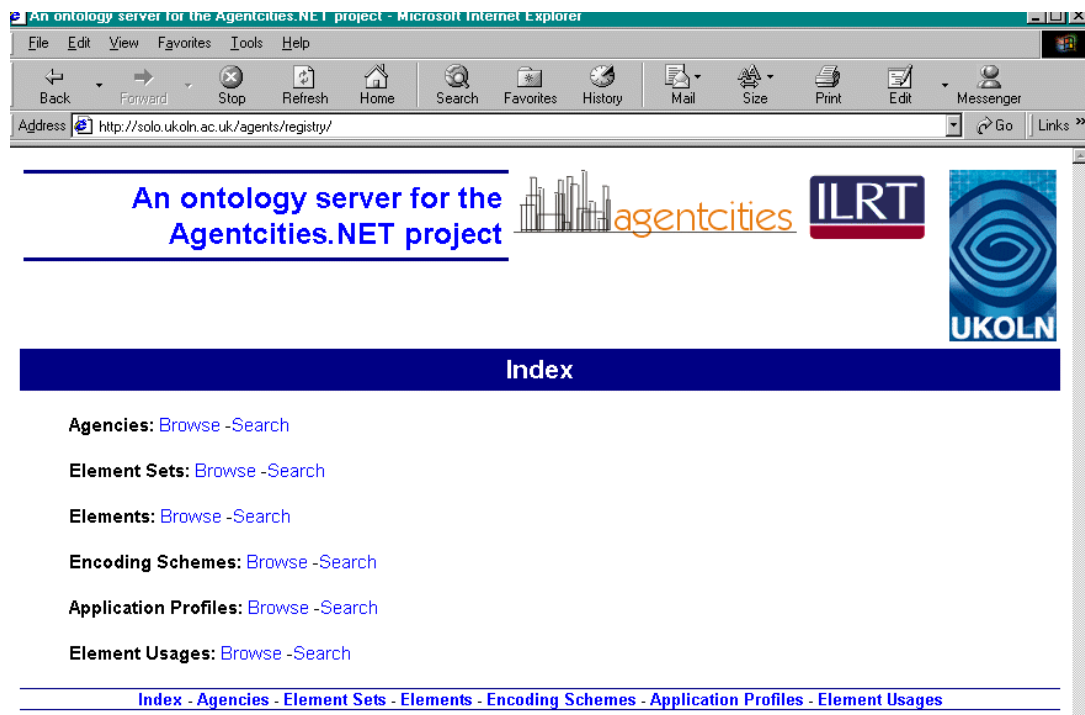 An ontology server for the Agentcities.NET project - Microsoft Internet Explorer
File Edit View Favorites Tools Help
Back Forward Stop Refresh Home Search Favorites History Mail Size Print Edit Messenger
Address http://solo.ukoln.ac.uk/agents/registry/ Go Links »
An ontology server for the
Agentcities.NET project
agentcities
ILRT
UKOLN
Index
Agencies: Browse -Search
Element Sets: Browse -Search
Elements: Browse -Search
Encoding Schemes: Browse -Search
Application Profiles: Browse -Search
Element Usages: Browse -Search
Index - Agencies - Element Sets - Elements - Encoding Schemes - Application Profiles - Element Usages